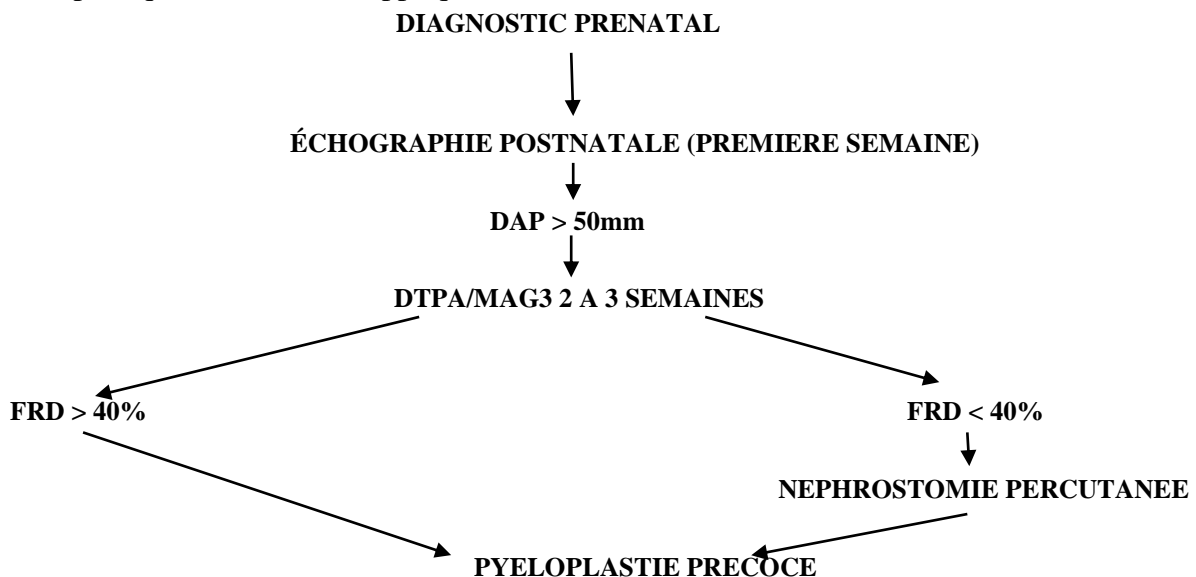 DIAGNOSTIC PRENATAL
ÉCHOGRAPHIE POSTNATALE (PREMIERE SEMAINE)
DAP > 50mm
DTPA/MAG3 2 A 3 SEMAINES
FRD > 40%
FRD < 40%
NEPHROSTOMIE PERCUTANEE
PYELOPLASTIE PRECOCE